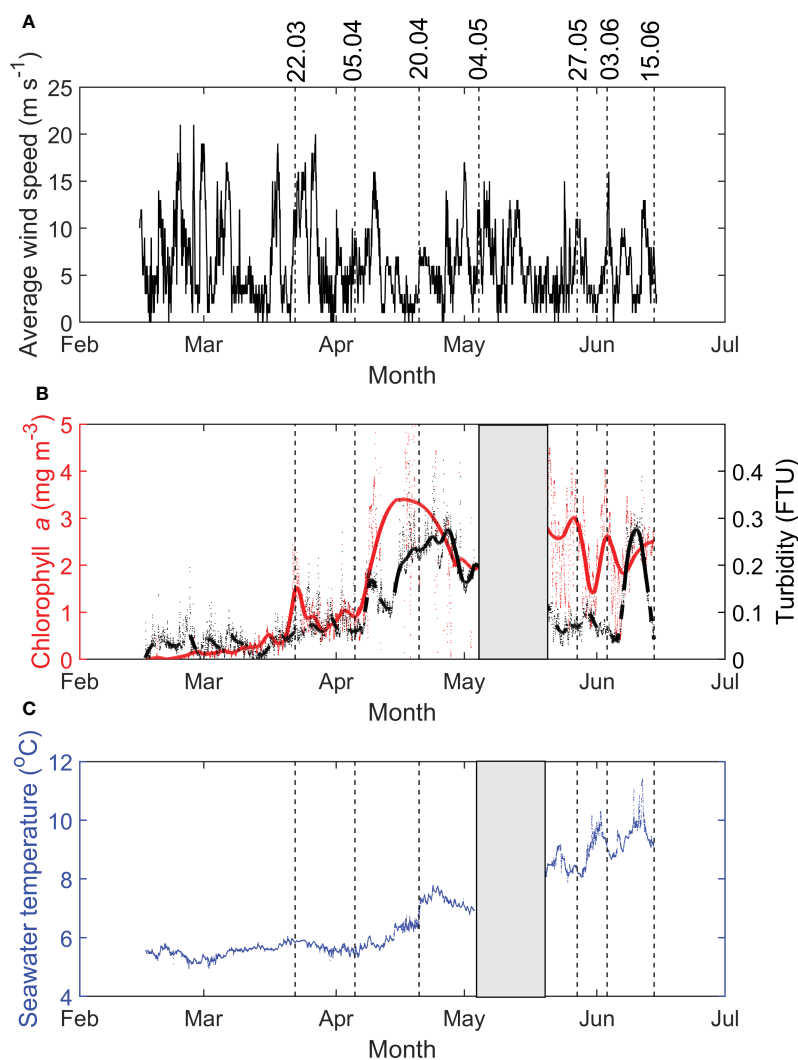 A
22.03
05.04
20.04
04.05
27.05
03.06
15.06
Average wind speed (m s⁻¹)
25
20
15
10
5
0
Feb Mar Apr May Jun Jul
Month
B
Chlorophyll a (mg m⁻³)
5
4
3
2
1
0
Turbidity (FTU)
0.4
0.3
0.2
0.1
0
Feb Mar Apr May Jun Jul
Month
C
Seawater temperature (°C)
12
10
8
6
4
Feb Mar Apr May Jun Jul
Month